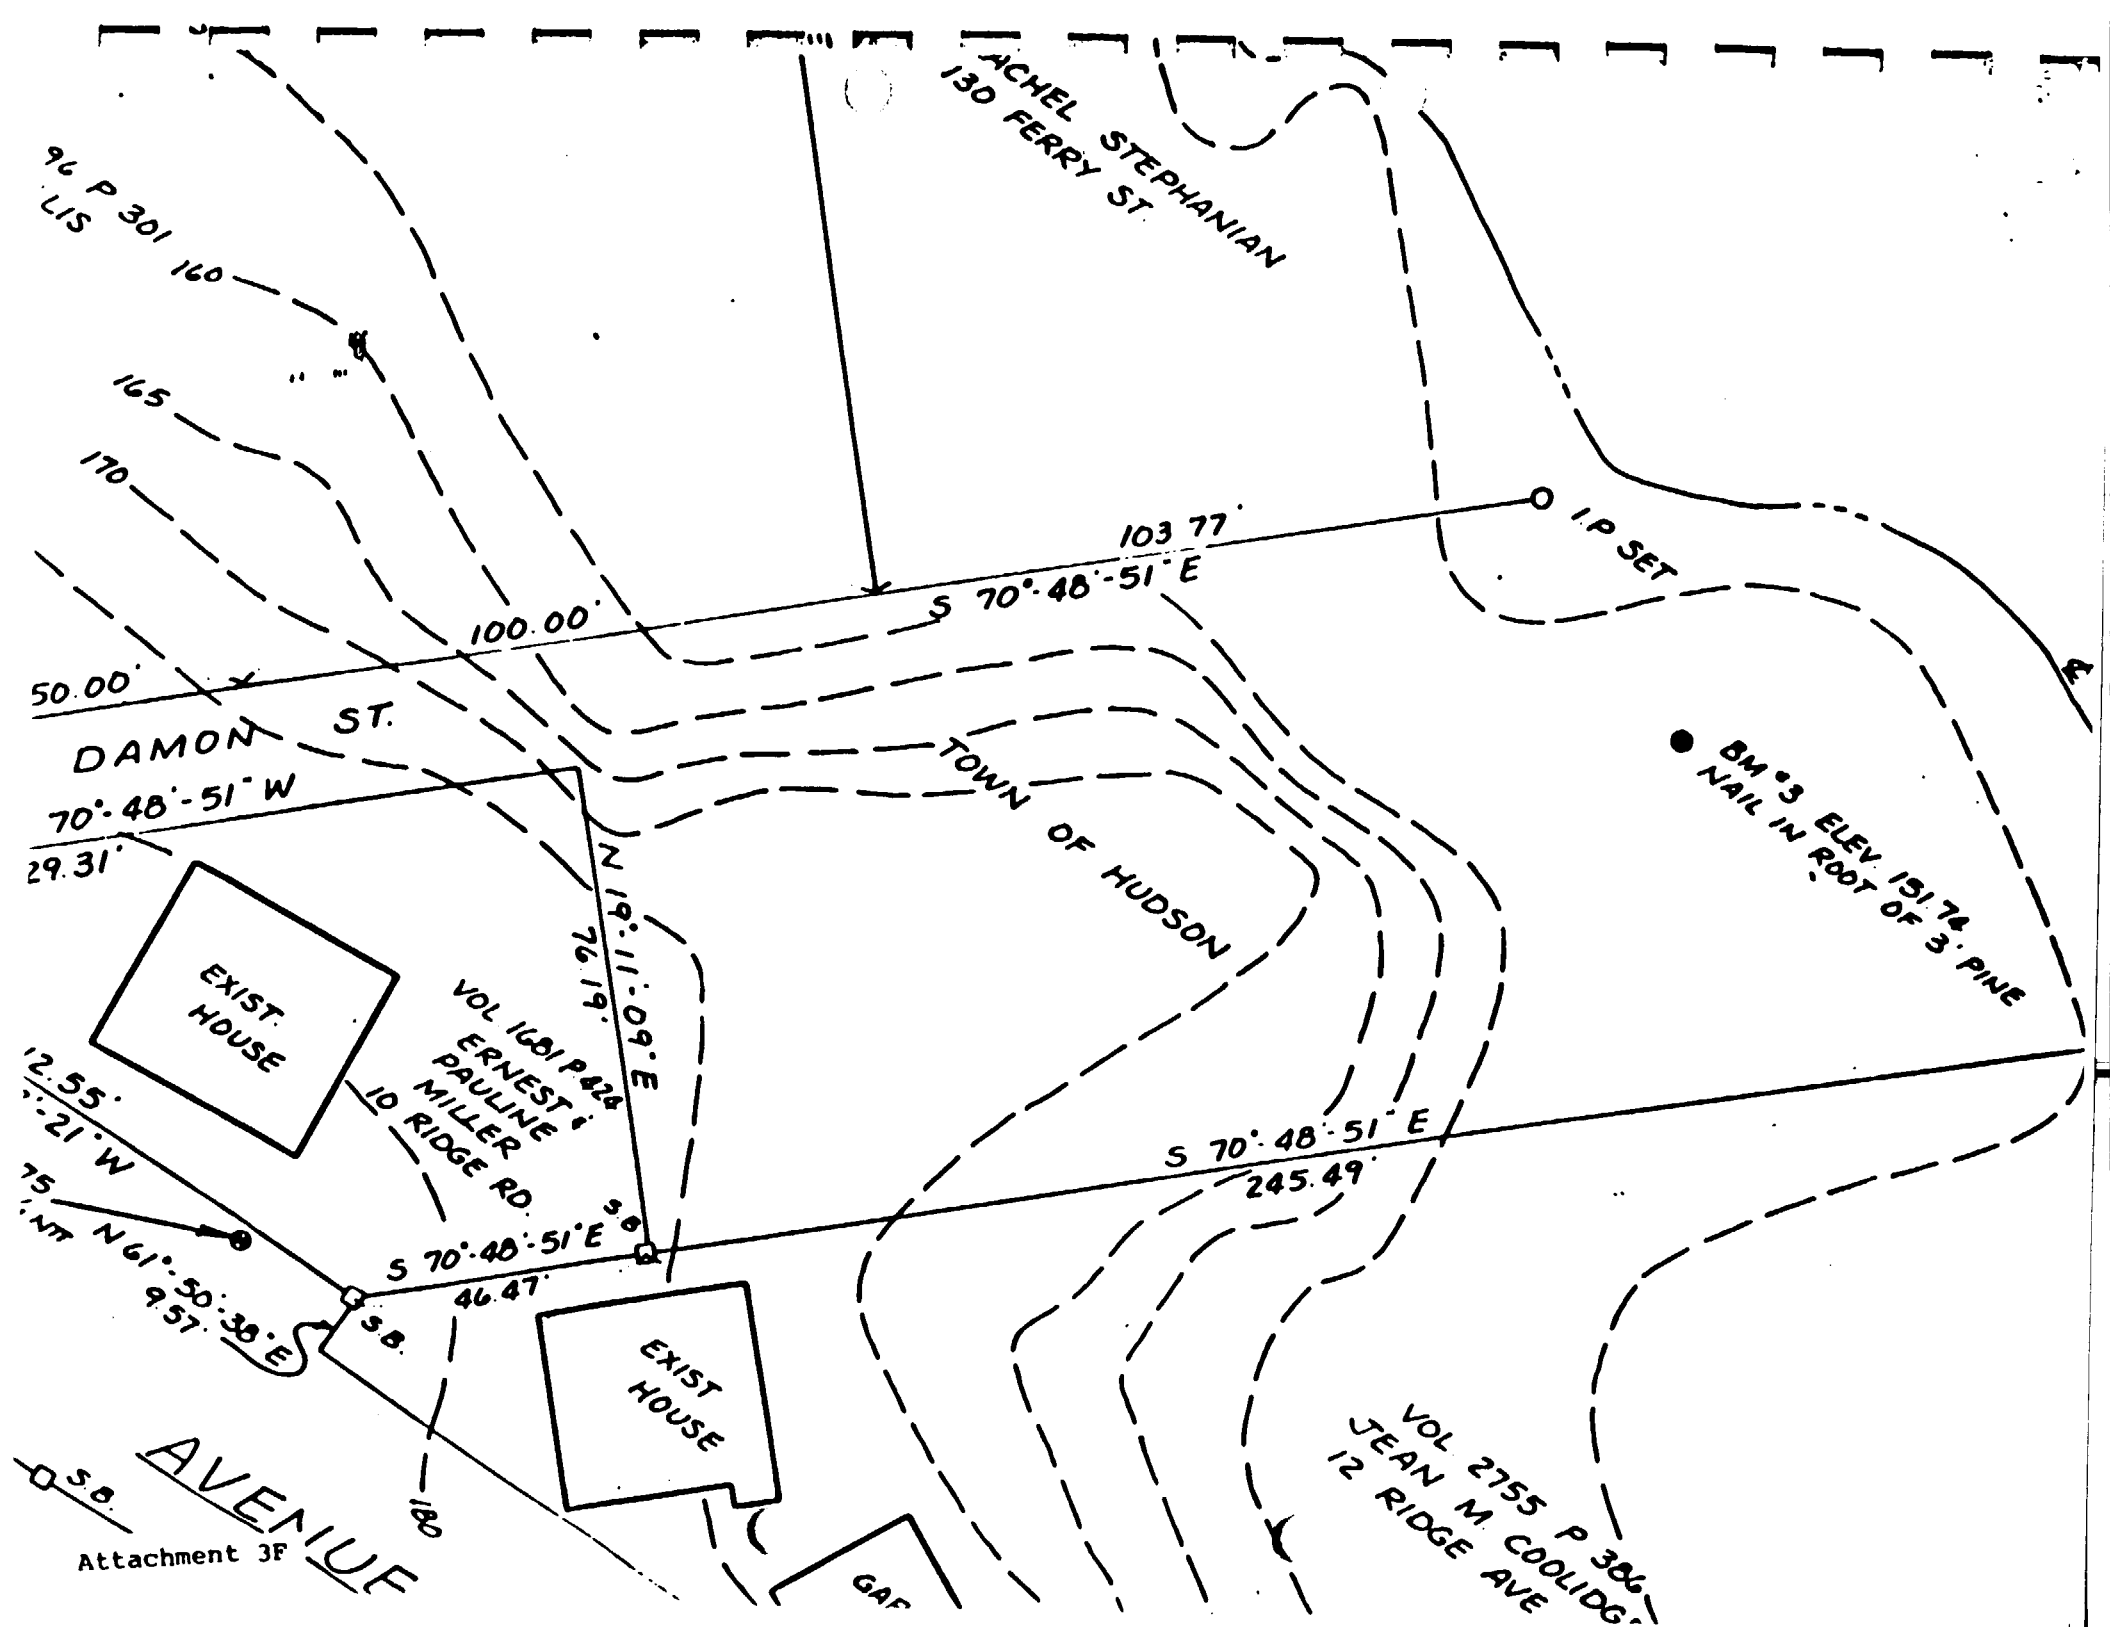 ACHEL STEPHANIAN
130 FERRY ST.
96 P 301
LIS
160
165
170
103 77'
S 70°-48'-51" E
I.P SET
100.00'
50.00'
DAMON ST.
70°-48'-51" W
29.31'
TOWN OF HUDSON
BM #3 ELEV. 151.74
NAIL IN ROOT OF 3' PINE
N 19°-11'-09" E
76 19'
EXIST.
HOUSE
VOL 1681 P.424
ERNEST &
PAULINE
MILLER
10 RIDGE RD.
12.55'
-21" W
75
S 70°-48'-51" E
245.49'
S.B
S 70°-48'-51" E
46.47'
N 61°-50'-38" E
9.57'
S.B.
EXIST
HOUSE
180
S.B.
AVENUE
Attachment 3F
GAR
VOL 2755 P 386
JEAN M. COOLIDG
12 RIDGE AVE